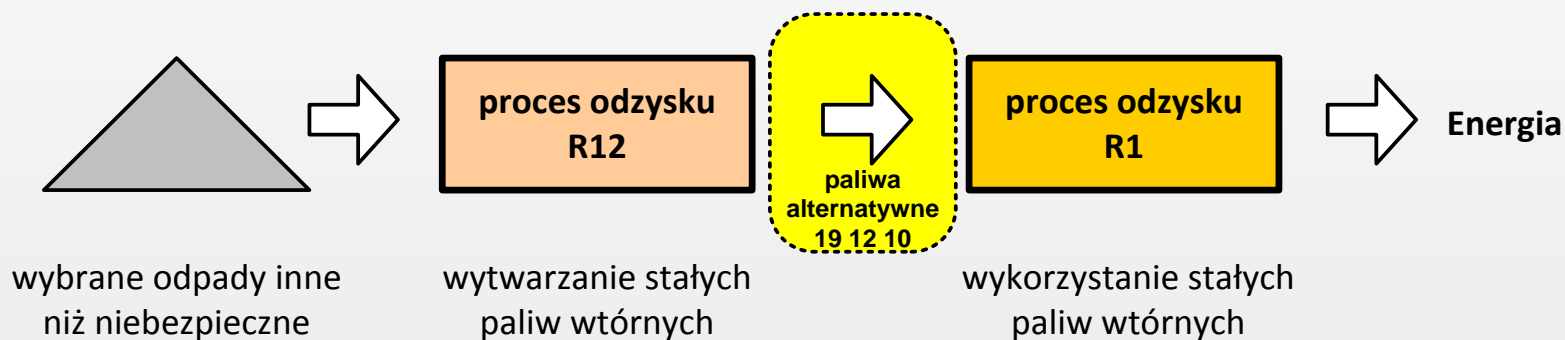 proces odzysku
R12
paliwa
alternatywne
19 12 10
proces odzysku
R1
Energia
wybrane odpady inne
niż niebezpieczne
wytwarzanie stałych
paliw wtórnych
wykorzystanie stałych
paliw wtórnych